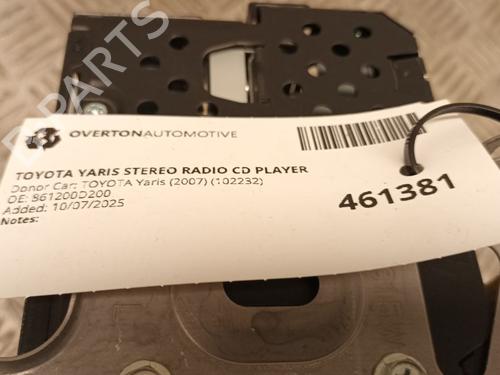 B PARTS
OVERTONAUTOMOTIVE
TOYOTA YARIS STEREO RADIO CD PLAYER
Donor Car: TOYOTA Yaris (2007) (102232)
OE: 861200D200
Added: 10/07/2025
Notes:
461381